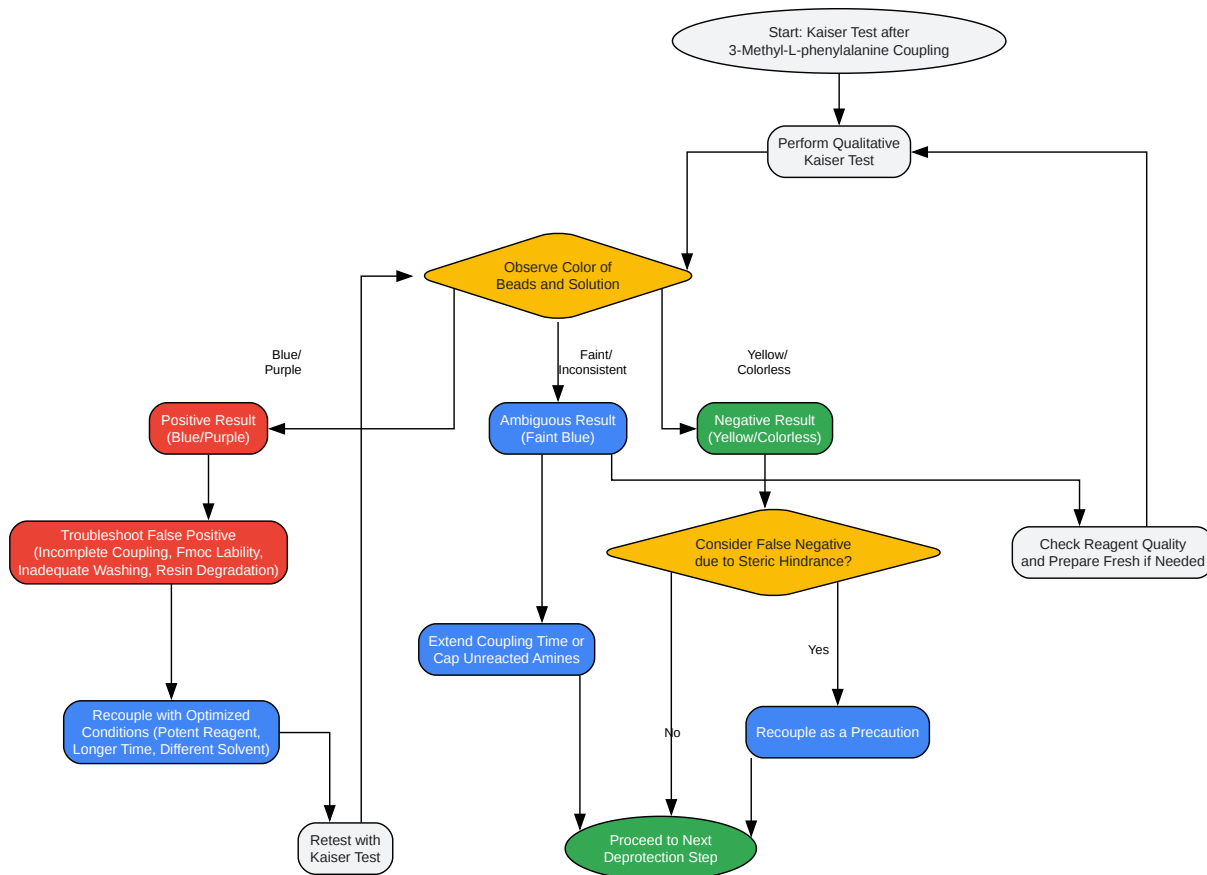 Start: Kaiser Test after
3-Methyl-L-phenylalanine Coupling
Perform Qualitative
Kaiser Test
Observe Color of
Beads and Solution
Blue/
Purple
Faint/
Inconsistent
Yellow/
Colorless
Positive Result
(Blue/Purple)
Ambiguous Result
(Faint Blue)
Negative Result
(Yellow/Colorless)
Troubleshoot False Positive
(Incomplete Coupling, Fmoc Lability,
Inadequate Washing, Resin Degradation)
Consider False Negative
due to Steric Hindrance?
Check Reagent Quality
and Prepare Fresh if Needed
Extend Coupling Time or
Cap Unreacted Amines
Yes
Recouple with Optimized
Conditions (Potent Reagent,
Longer Time, Different Solvent)
No
Recouple as a Precaution
Retest with
Kaiser Test
Proceed to Next
Deprotection Step